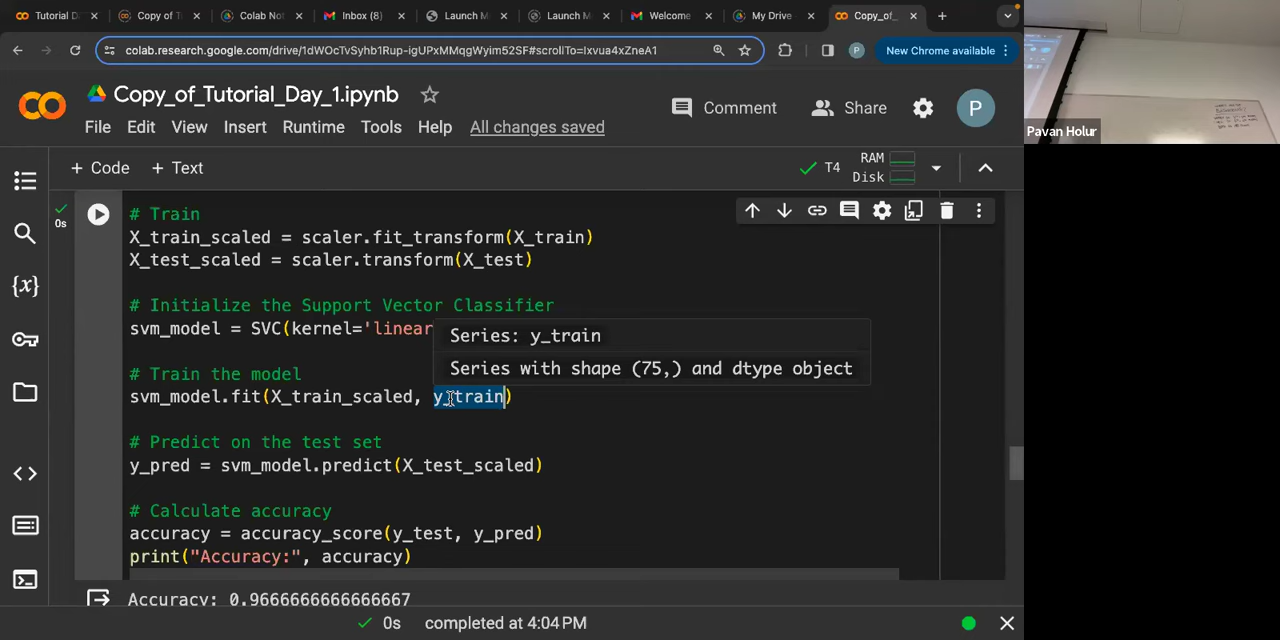 Tutorial D
Copy of T
Colab Not
Inbox (8)
Launch M
Launch M
Welcome
My Drive
Copy_of_
colab.research.google.com/drive/1dWOcTvSyhb1Rup-igUPxMMqgWyim52SF#scrollTo=Ixvua4xZneA1
P
New Chrome available
Copy_of_Tutorial_Day_1.ipynb
Comment
Share
P
File Edit View Insert Runtime Tools Help All changes saved
Pavan Holur
+ Code + Text
T4
RAM
Disk
0s
# Train
X_train_scaled = scaler.fit_transform(X_train)
X_test_scaled = scaler.transform(X_test)
# Initialize the Support Vector Classifier
svm_model = SVC(kernel='linear
Series: y_train
Series with shape (75,) and dtype object
# Train the model
svm_model.fit(X_train_scaled, y_train)
# Predict on the test set
y_pred = svm_model.predict(X_test_scaled)
# Calculate accuracy
accuracy = accuracy_score(y_test, y_pred)
print("Accuracy:", accuracy)
Accuracy: 0.9666666666666667
0s completed at 4:04PM